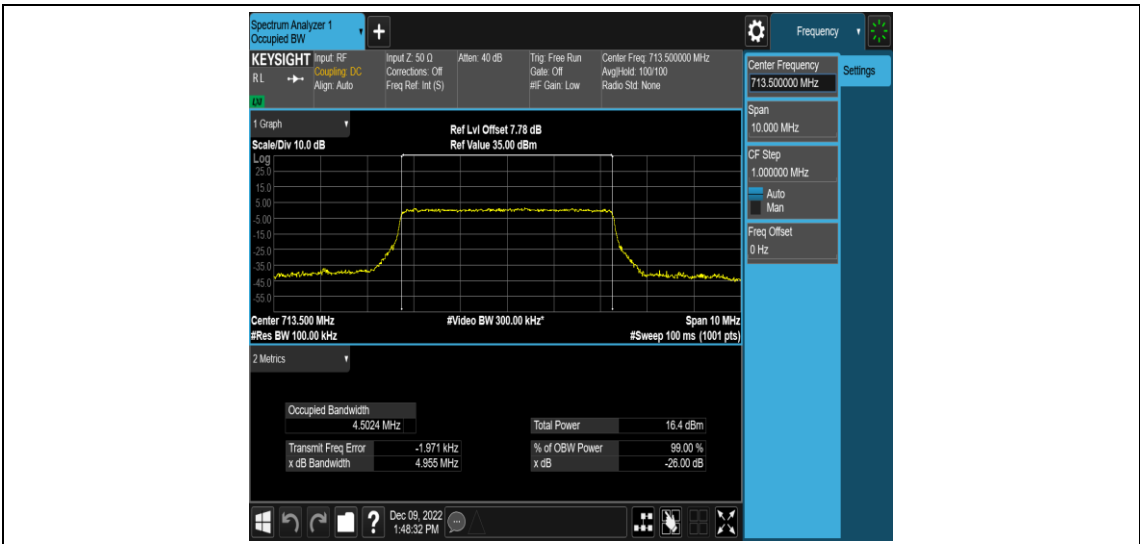 Spectrum Analyzer 1
Occupied BW
+
Frequency
KEYSIGHT
RL
LXI
Input: RF
Coupling: DC
Align: Auto
Input Z: 50 Ω
Corrections: Off
Freq Ref: Int (S)
Atten: 40 dB
Trig: Free Run
Gate: Off
#IF Gain: Low
Center Freq: 713.500000 MHz
Avg|Hold: 100/100
Radio Std: None
Center Frequency
713.500000 MHz
Settings
Span
10.000 MHz
CF Step
1.000000 MHz
Auto
Man
Freq Offset
0 Hz
1 Graph
Ref Lvl Offset 7.78 dB
Scale/Div 10.0 dB
Ref Value 35.00 dBm
Log
25.0
15.0
5.00
-5.00
-15.0
-25.0
-35.0
-45.0
-55.0
Center 713.500 MHz
#Video BW 300.00 kHz*
Span 10 MHz
#Res BW 100.00 kHz
#Sweep 100 ms (1001 pts)
2 Metrics
Occupied Bandwidth
4.5024 MHz
Total Power 16.4 dBm
Transmit Freq Error -1.971 kHz
% of OBW Power 99.00 %
x dB Bandwidth 4.955 MHz
x dB -26.00 dB
?
Dec 09, 2022
1:48:32 PM